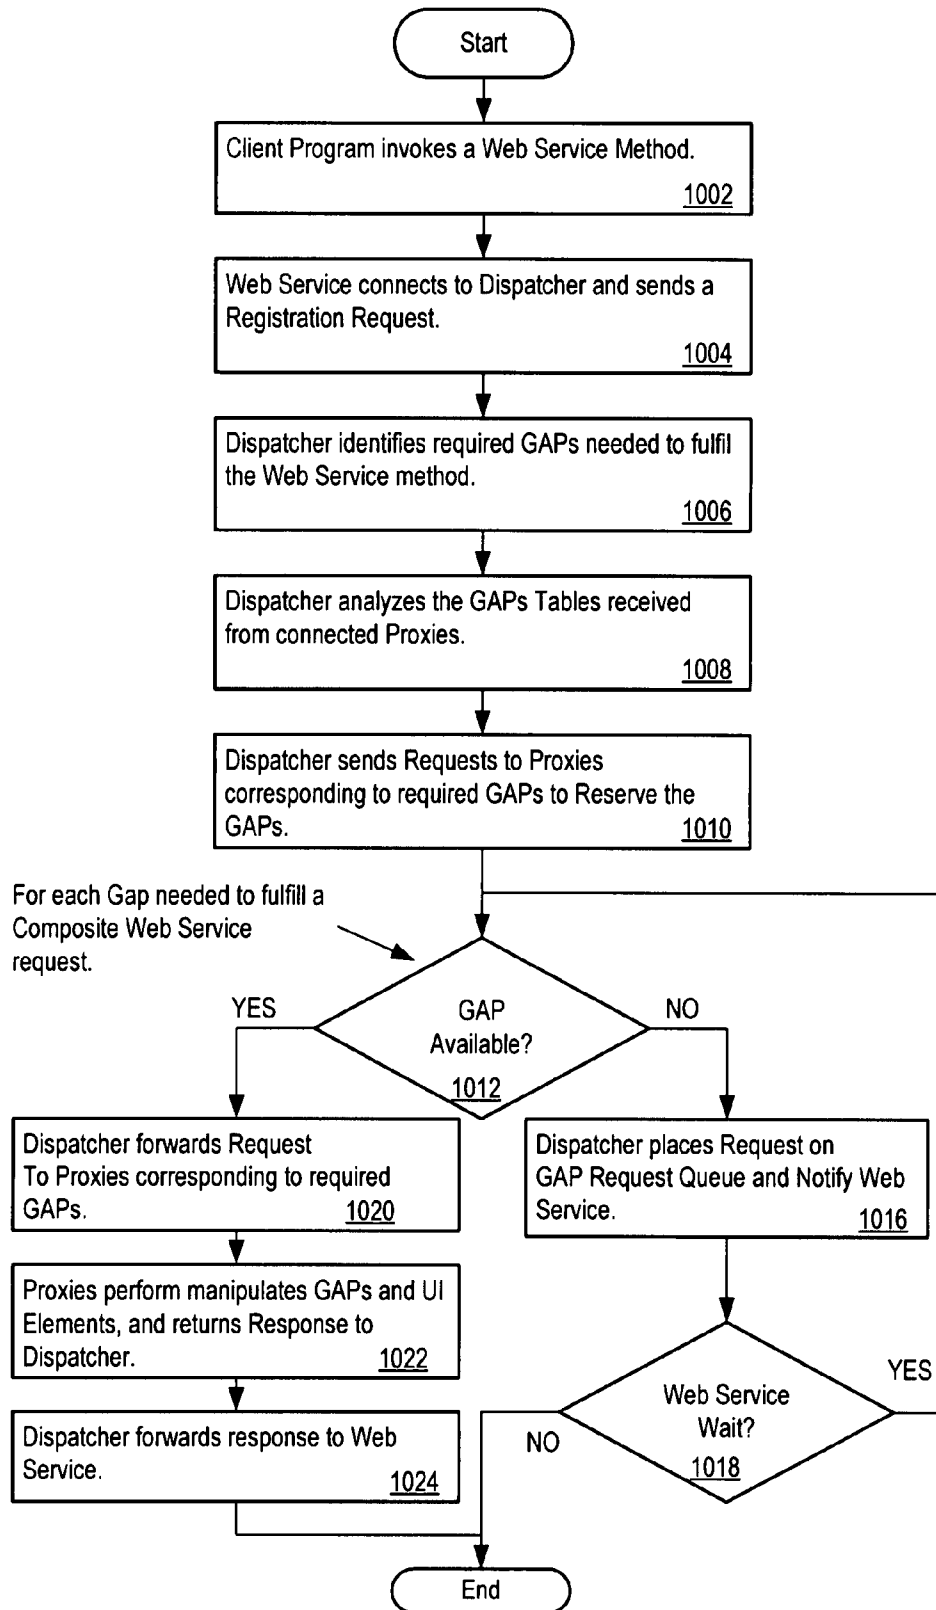 Start
Client Program invokes a Web Service Method.
1002
Web Service connects to Dispatcher and sends a
Registration Request.
1004
Dispatcher identifies required GAPs needed to fulfil
the Web Service method.
1006
Dispatcher analyzes the GAPs Tables received
from connected Proxies.
1008
Dispatcher sends Requests to Proxies
corresponding to required GAPs to Reserve the
GAPs.
1010
For each Gap needed to fulfill a
Composite Web Service
request.
YES
GAP
Available?
1012
NO
Dispatcher forwards Request
To Proxies corresponding to required
GAPs.
1020
Dispatcher places Request on
GAP Request Queue and Notify Web
Service.
1016
Proxies perform manipulates GAPs and UI
Elements, and returns Response to
Dispatcher.
1022
Web Service
Wait?
1018
YES
NO
Dispatcher forwards response to Web
Service.
1024
End